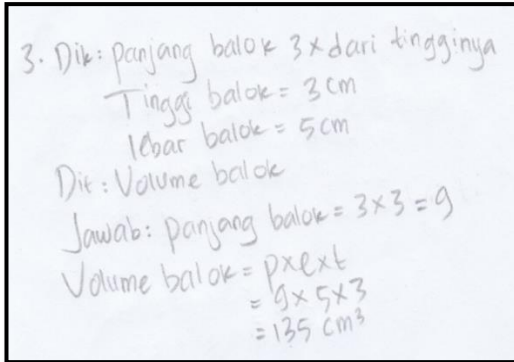 3. Dik: panjang balok 3x dari tingginya
Tinggi balok = 3cm
lebar balok = 5cm
Dit: Volume balok
Jawab: panjang balok = 3x3 = 9
Volume balok = pxlxt
= 9x5x3
= 135 cm³